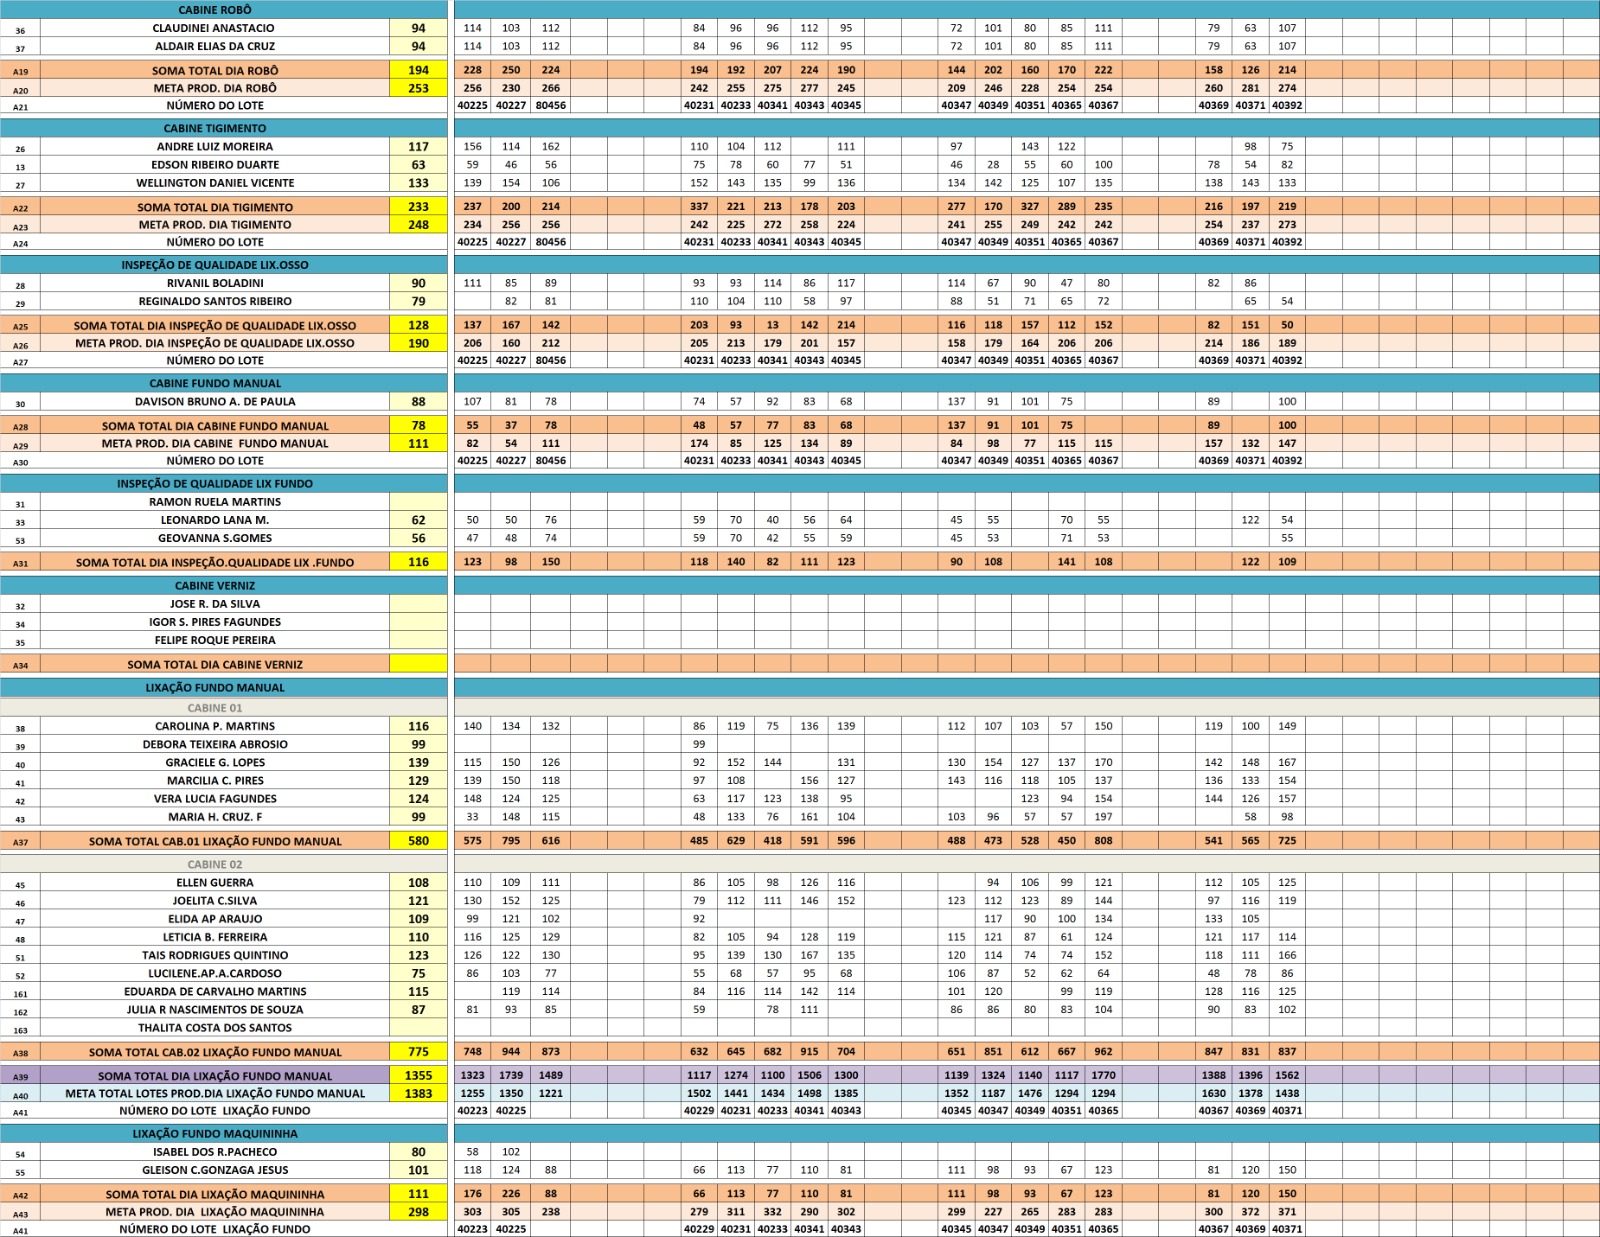 CABINE ROBÔ
36 CLAUDINEI ANASTACIO 94 114 103 112 84 96 96 112 95 72 101 80 85 111 79 63 107
37 ALDAIR ELIAS DA CRUZ 94 114 103 112 84 96 96 112 95 72 101 80 85 111 79 63 107
A19 SOMA TOTAL DIA ROBÔ 194 228 250 224 194 192 207 224 190 144 202 160 170 222 158 126 214
A20 META PROD. DIA ROBÔ 253 256 230 266 242 255 275 277 245 209 246 228 254 254 260 281 274
A21 NÚMERO DO LOTE 40225 40227 80456 40231 40233 40341 40343 40345 40347 40349 40351 40365 40367 40369 40371 40392
CABINE TIGIMENTO
26 ANDRE LUIZ MOREIRA 117 156 114 162 110 104 112 111 97 143 122 98 75
13 EDSON RIBEIRO DUARTE 63 59 46 56 75 78 60 77 51 46 28 55 60 100 78 54 82
27 WELLINGTON DANIEL VICENTE 133 139 154 106 152 143 135 99 136 134 142 125 107 135 138 143 133
A22 SOMA TOTAL DIA TIGIMENTO 233 237 200 214 337 221 213 178 203 277 170 327 289 235 216 197 219
A23 META PROD. DIA TIGIMENTO 248 234 256 256 242 225 272 258 224 241 255 249 242 242 254 237 273
A24 NÚMERO DO LOTE 40225 40227 80456 40231 40233 40341 40343 40345 40347 40349 40351 40365 40367 40369 40371 40392
INSPEÇÃO DE QUALIDADE LIX.OSSO
28 RIVANIL BOLADINI 90 111 85 89 93 93 114 86 117 114 67 90 47 80 82 86
29 REGINALDO SANTOS RIBEIRO 79 82 81 110 104 110 58 97 88 51 71 65 72 65 54
A25 SOMA TOTAL DIA INSPEÇÃO DE QUALIDADE LIX.OSSO 128 137 167 142 203 93 13 142 214 116 118 157 112 152 82 151 50
A26 META PROD. DIA INSPEÇÃO DE QUALIDADE LIX.OSSO 190 206 160 212 205 213 179 201 157 158 179 164 206 206 214 186 189
A27 NÚMERO DO LOTE 40225 40227 80456 40231 40233 40341 40343 40345 40347 40349 40351 40365 40367 40369 40371 40392
CABINE FUNDO MANUAL
30 DAVISON BRUNO A. DE PAULA 88 107 81 78 74 57 92 83 68 137 91 101 75 89 100
A28 SOMA TOTAL DIA CABINE FUNDO MANUAL 78 55 37 78 48 57 77 83 68 137 91 101 75 89 100
A29 META PROD. DIA CABINE FUNDO MANUAL 111 82 54 111 174 85 125 134 89 84 98 77 115 115 157 132 147
A30 NÚMERO DO LOTE 40225 40227 80456 40231 40233 40341 40343 40345 40347 40349 40351 40365 40367 40369 40371 40392
INSPEÇÃO DE QUALIDADE LIX FUNDO
31 RAMON RUELA MARTINS
33 LEONARDO LANA M. 62 50 50 76 59 70 40 56 64 45 55 70 55 122 54
53 GEOVANNA S.GOMES 56 47 48 74 59 70 42 55 59 45 53 71 53 55
A31 SOMA TOTAL DIA INSPEÇÃO.QUALIDADE LIX .FUNDO 116 123 98 150 118 140 82 111 123 90 108 141 108 122 109
CABINE VERNIZ
32 JOSE R. DA SILVA
34 IGOR S. PIRES FAGUNDES
35 FELIPE ROQUE PEREIRA
A34 SOMA TOTAL DIA CABINE VERNIZ
LIXAÇÃO FUNDO MANUAL
CABINE 01
38 CAROLINA P. MARTINS 116 140 134 132 86 119 75 136 139 112 107 103 57 150 119 100 149
39 DEBORA TEIXEIRA ABROSIO 99 99
40 GRACIELE G. LOPES 139 115 150 126 92 152 144 131 130 154 127 137 170 142 148 167
41 MARCILIA C. PIRES 129 139 150 118 97 108 156 127 143 116 118 105 137 136 133 154
42 VERA LUCIA FAGUNDES 124 148 124 125 63 117 123 138 95 123 94 154 144 126 157
43 MARIA H. CRUZ. F 99 33 148 115 48 133 76 161 104 103 96 57 57 197 58 98
A37 SOMA TOTAL CAB.01 LIXAÇÃO FUNDO MANUAL 580 575 795 616 485 629 418 591 596 488 473 528 450 808 541 565 725
CABINE 02
45 ELLEN GUERRA 108 110 109 111 86 105 98 126 116 94 106 99 121 112 105 125
46 JOELITA C.SILVA 121 130 152 125 79 112 111 146 152 123 112 123 89 144 97 116 119
47 ELIDA AP ARAUJO 109 99 121 102 92 117 90 100 134 133 105
48 LETICIA B. FERREIRA 110 116 125 129 82 105 94 128 119 115 121 87 61 124 121 117 114
51 TAIS RODRIGUES QUINTINO 123 126 122 130 95 139 130 167 135 120 114 74 74 152 118 111 166
52 LUCILENE.AP.A.CARDOSO 75 86 103 77 55 68 57 95 68 106 87 52 62 64 48 78 86
161 EDUARDA DE CARVALHO MARTINS 115 119 114 84 116 114 142 114 101 120 99 119 128 116 125
162 JULIA R NASCIMENTOS DE SOUZA 87 81 93 85 59 78 111 86 86 80 83 104 90 83 102
163 THALITA COSTA DOS SANTOS
A38 SOMA TOTAL CAB.02 LIXAÇÃO FUNDO MANUAL 775 748 944 873 632 645 682 915 704 651 851 612 667 962 847 831 837
A39 SOMA TOTAL DIA LIXAÇÃO FUNDO MANUAL 1355 1323 1739 1489 1117 1274 1100 1506 1300 1139 1324 1140 1117 1770 1388 1396 1562
A40 META TOTAL LOTES PROD.DIA LIXAÇÃO FUNDO MANUAL 1383 1255 1350 1221 1502 1441 1434 1498 1385 1352 1187 1476 1294 1294 1630 1378 1438
A41 NÚMERO DO LOTE LIXAÇÃO FUNDO 40223 40225 40229 40231 40233 40341 40343 40345 40347 40349 40351 40365 40367 40369 40371
LIXAÇÃO FUNDO MAQUININHA
54 ISABEL DOS R.PACHECO 80 58 102
55 GLEISON C.GONZAGA JESUS 101 118 124 88 66 113 77 110 81 111 98 93 67 123 81 120 150
A42 SOMA TOTAL DIA LIXAÇÃO MAQUININHA 111 176 226 88 66 113 77 110 81 111 98 93 67 123 81 120 150
A43 META PROD. DIA LIXAÇÃO MAQUININHA 298 303 305 238 279 311 332 290 302 299 227 265 283 283 300 372 371
A41 NÚMERO DO LOTE LIXAÇÃO FUNDO 40223 40225 40229 40231 40233 40341 40343 40345 40347 40349 40351 40365 40367 40369 40371